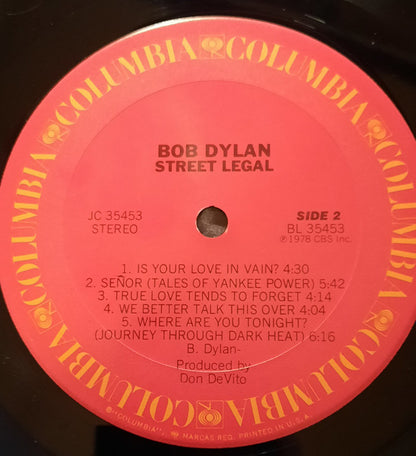 COLUMBIA COLUMBIA COLUMBIA COLUMBIA COLUMBIA COLUMBIA
BOB DYLAN
STREET LEGAL
JC 35453
STEREO
SIDE 2
BL 35453
℗ 1978 CBS Inc.
1. IS YOUR LOVE IN VAIN? 4:30
2. SEÑOR (TALES OF YANKEE POWER) 5:42
3. TRUE LOVE TENDS TO FORGET 4:14
4. WE BETTER TALK THIS OVER 4:04
5. WHERE ARE YOU TONIGHT?
(JOURNEY THROUGH DARK HEAT) 6:16
B. Dylan-
Produced by
Don DeVito
©"COLUMBIA", MARCAS REG. PRINTED IN U.S.A.